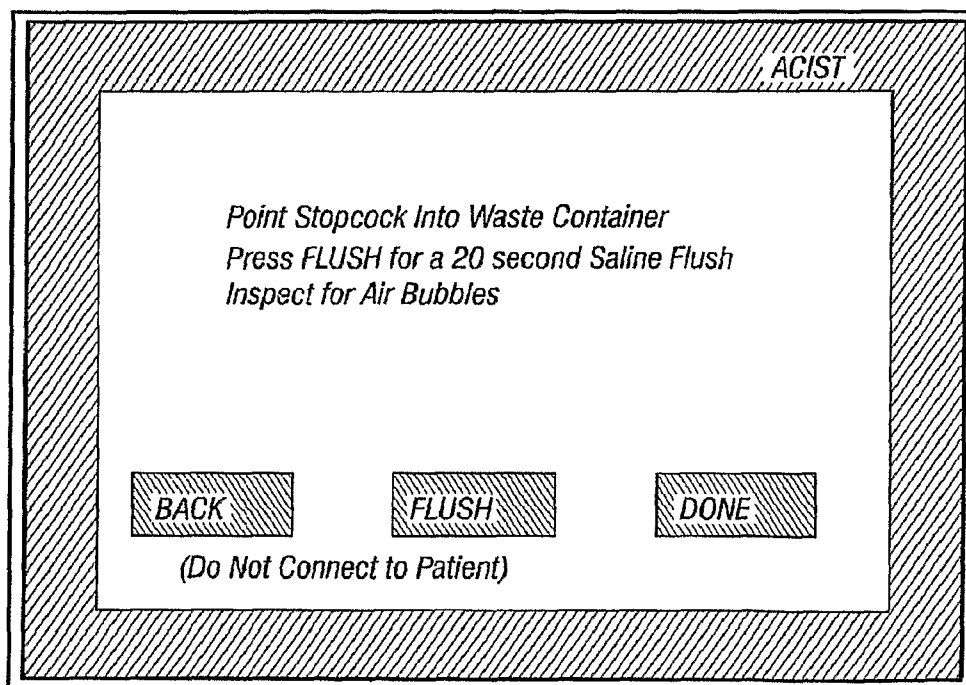 ACIST
Point Stopcock Into Waste Container
Press FLUSH for a 20 second Saline Flush
Inspect for Air Bubbles
BACK FLUSH DONE
(Do Not Connect to Patient)